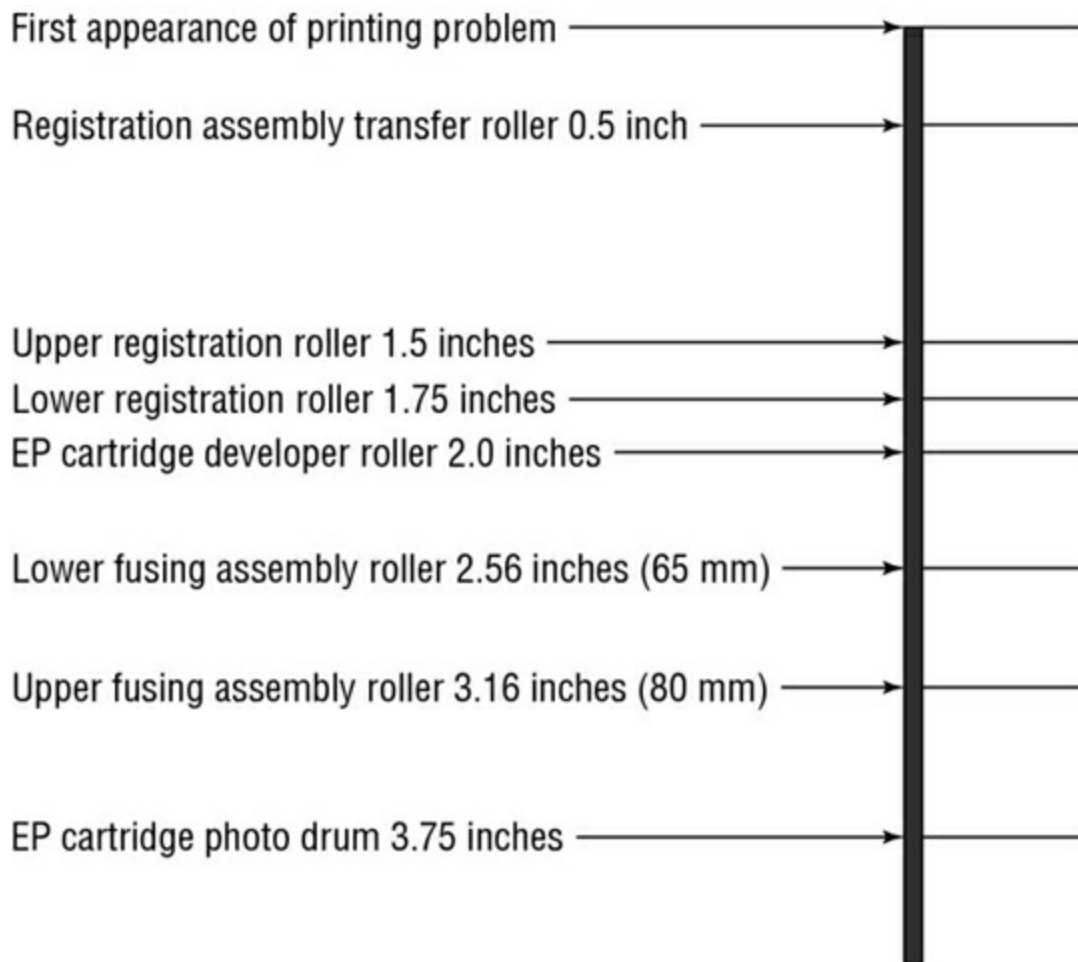 First appearance of printing problem
Registration assembly transfer roller 0.5 inch
Upper registration roller 1.5 inches
Lower registration roller 1.75 inches
EP cartridge developer roller 2.0 inches
Lower fusing assembly roller 2.56 inches (65 mm)
Upper fusing assembly roller 3.16 inches (80 mm)
EP cartridge photo drum 3.75 inches